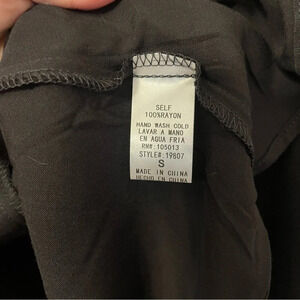 SELF
100%RAYON
HAND WASH COLD
LAVAR A MANO
EN AGUA FRIA
RN#:105013
STYLE#:19807
S
MADE IN CHINA
HECHO EN CHINA